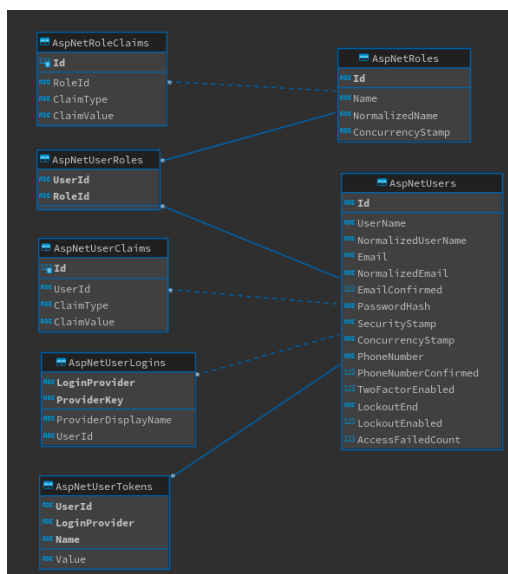 AspNetRoleClaims
Id
RoleId
ClaimType
ClaimValue
AspNetRoles
Id
Name
NormalizedName
ConcurrencyStamp
AspNetUserRoles
UserId
RoleId
AspNetUsers
Id
UserName
NormalizedUserName
Email
NormalizedEmail
EmailConfirmed
PasswordHash
SecurityStamp
ConcurrencyStamp
PhoneNumber
PhoneNumberConfirmed
TwoFactorEnabled
LockoutEnd
LockoutEnabled
AccessFailedCount
AspNetUserClaims
Id
UserId
ClaimType
ClaimValue
AspNetUserLogins
LoginProvider
ProviderKey
ProviderDisplayName
UserId
AspNetUserTokens
UserId
LoginProvider
Name
Value